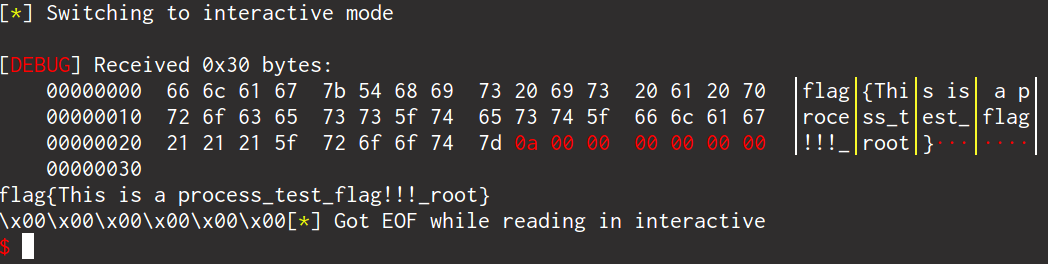 [*] Switching to interactive mode
[DEBUG] Received 0x30 bytes:
00000000  66 6c 61 67  7b 54 68 69  73 20 69 73  20 61 20 70  │flag│{Thi│s is│ a p│
00000010  72 6f 63 65  73 73 5f 74  65 73 74 5f  66 6c 61 67  │roce│ss_t│est_│flag│
00000020  21 21 21 5f  72 6f 6f 74  7d 0a 00 00  00 00 00 00  │!!!_│root│}···│····│
00000030
flag{This is a process_test_flag!!!_root}
\x00\x00\x00\x00\x00\x00[*] Got EOF while reading in interactive
$